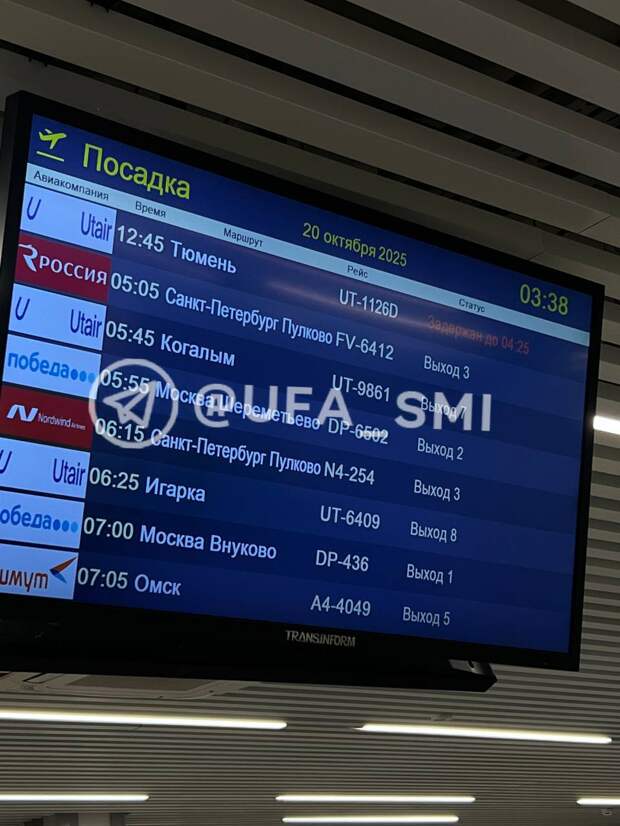 Посадка 20 октября 2025 03:38
Авиакомпания Время Маршрут Рейс Статус
Utair 12:45 Тюмень UT-1126D Задержан до 04:25
РОССИЯ 05:05 Санкт-Петербург Пулково FV-6412 Выход 3
Utair 05:45 Когалым UT-9861 Выход 7
победа 05:55 Москва Шереметьево DP-6502 Выход 2
Nordwind Airlines 06:15 Санкт-Петербург Пулково N4-254 Выход 3
Utair 06:25 Игарка UT-6409 Выход 8
обеда 07:00 Москва Внуково DP-436 Выход 1
имут 07:05 Омск A4-4049 Выход 5
@UFA_SMI
TRANSINFORM